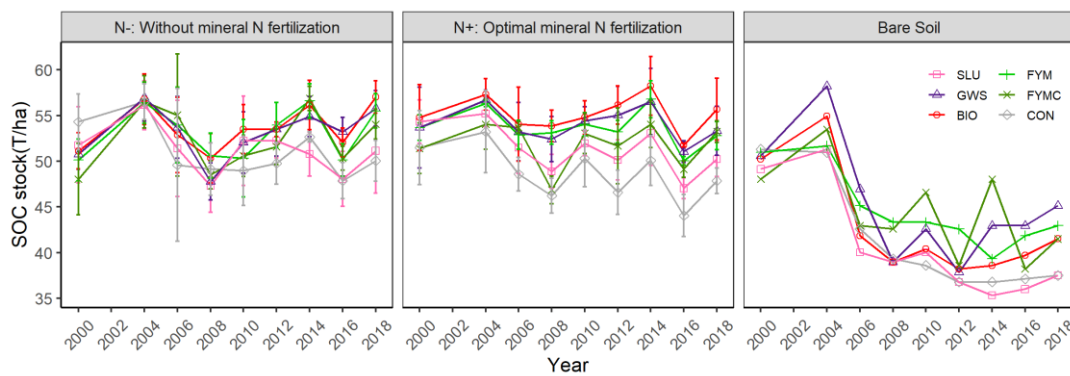 N-: Without mineral N fertilization
N+: Optimal mineral N fertilization
Bare Soil
SOC stock(T/ha)
60
55
50
45
40
35
SLU FYM
GWS FYMC
BIO CON
2000 2002 2004 2006 2008 2010 2012 2014 2016 2018
2000 2002 2004 2006 2008 2010 2012 2014 2016 2018
2000 2002 2004 2006 2008 2010 2012 2014 2016 2018
Year